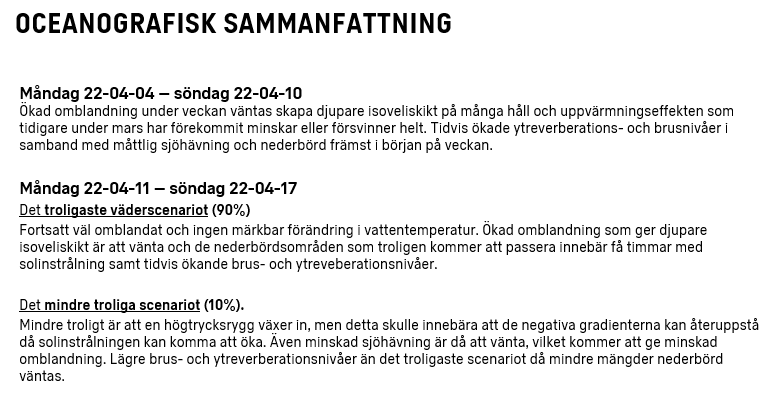 OCEANOGRAFISK SAMMANFATTNING
Måndag 22-04-04 – söndag 22-04-10
Ökad omblandning under veckan väntas skapa djupare isoveliskikt på många håll och uppvärmningseffekten som
tidigare under mars har förekommit minskar eller försvinner helt. Tidvis ökade ytreverberations- och brusnivåer i
samband med måttlig sjöhävning och nederbörd främst i början på veckan.
Måndag 22-04-11 – söndag 22-04-17
Det troligaste väderscenariot (90%)
Fortsatt väl omblandat och ingen märkbar förändring i vattentemperatur. Ökad omblandning som ger djupare
isoveliskikt är att vänta och de nederbördsområden som troligen kommer att passera innebär få timmar med
solinstrålning samt tidvis ökande brus- och ytreveberationsnivåer.
Det mindre troliga scenariot (10%).
Mindre troligt är att en högtrycksrygg växer in, men detta skulle innebära att de negativa gradienterna kan återuppstå
då solinstrålningen kan komma att öka. Även minskad sjöhävning är då att vänta, vilket kommer att ge minskad
omblandning. Lägre brus- och ytreverberationsnivåer än det troligaste scenariot då mindre mängder nederbörd
väntas.